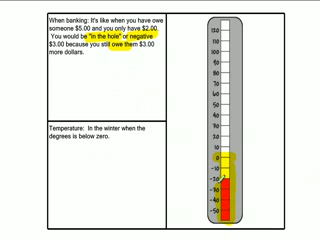 When banking: It's like when you have owe
someone $5.00 and you only have $2.00.
You would be "in the hole" or negative
$3.00 because you still owe them $3.00
more dollars.
Temperature: In the winter when the
degrees is below zero.
120
110
100
90
80
70
60
50
40
30
20
10
0
-10
-20
-30
-40
-50